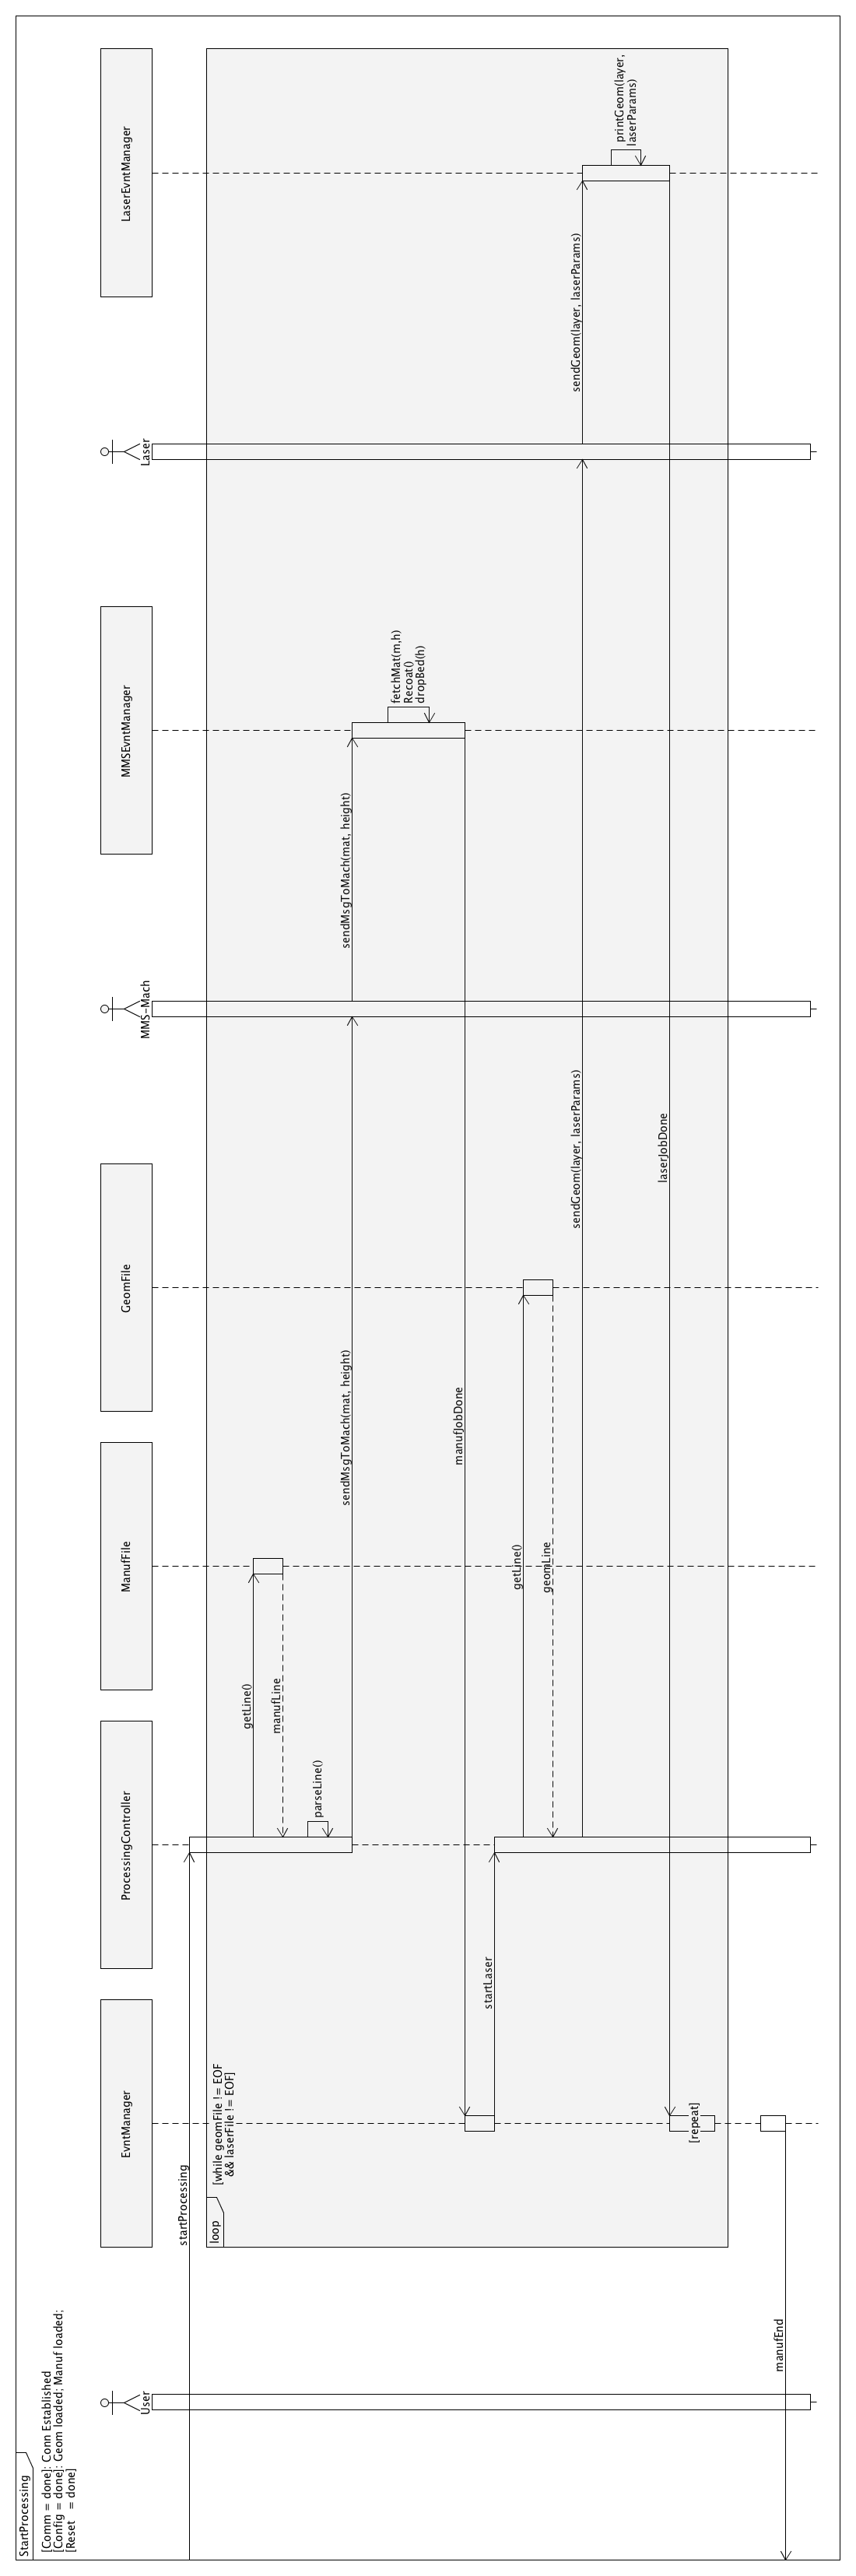 StartProcessing
[Comm = done]: Conn Established
[Config = done]: Geom loaded; Manuf loaded;
[Reset = done]
User
EvntManager
ProcessingController
ManufFile
GeomFile
MMS-Mach
MMSEvntManager
Laser
LaserEvntManager
startProcessing
loop
[while geomFile != EOF
&& laserFile != EOF]
getLine()
manufLine
parseLine()
sendMsgToMach(mat, height)
sendMsgToMach(mat, height)
fetchMat(m,h)
Recoat()
dropBed(h)
manufJobDone
startLaser
getLine()
geomLine
sendGeom(layer, laserParams)
sendGeom(layer, laserParams)
printGeom(layer,
laserParams)
laserJobDone
[repeat]
manufEnd